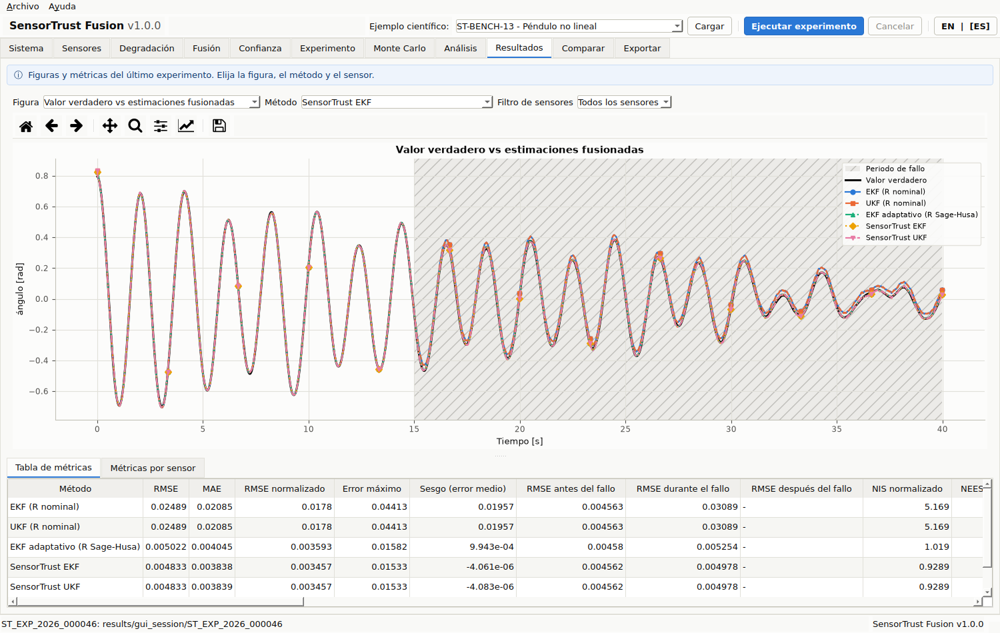 Archivo Ayuda
SensorTrust Fusion v1.0.0
Ejemplo científico: ST-BENCH-13 - Péndulo no lineal Cargar Ejecutar experimento Cancelar EN | [ES]
Sistema Sensores Degradación Fusión Confianza Experimento Monte Carlo Análisis Resultados Comparar Exportar
ⓘ Figuras y métricas del último experimento. Elija la figura, el método y el sensor.
Figura Valor verdadero vs estimaciones fusionadas Método SensorTrust EKF Filtro de sensores Todos los sensores
Valor verdadero vs estimaciones fusionadas
Periodo de fallo
Valor verdadero
EKF (R nominal)
UKF (R nominal)
EKF adaptativo (R Sage-Husa)
SensorTrust EKF
SensorTrust UKF
ángulo [rad]
0.8
0.6
0.4
0.2
0.0
−0.2
−0.4
−0.6
0 5 10 15 20 25 30 35 40
Tiempo [s]
Tabla de métricas Métricas por sensor
Método RMSE MAE RMSE normalizado Error máximo Sesgo (error medio) RMSE antes del fallo RMSE durante el fallo RMSE después del fallo NIS normalizado NEES
EKF (R nominal) 0.02489 0.02085 0.0178 0.04413 0.01957 0.004563 0.03089 - 5.169
UKF (R nominal) 0.02489 0.02085 0.0178 0.04413 0.01957 0.004563 0.03089 - 5.169
EKF adaptativo (R Sage-Husa) 0.005022 0.004045 0.003593 0.01582 9.943e-04 0.00458 0.005254 - 1.019
SensorTrust EKF 0.004833 0.003838 0.003457 0.01533 -4.061e-06 0.004562 0.004978 - 0.9289
SensorTrust UKF 0.004833 0.003839 0.003457 0.01533 -4.083e-06 0.004562 0.004978 - 0.9289
ST_EXP_2026_000046: results/gui_session/ST_EXP_2026_000046 SensorTrust Fusion v1.0.0